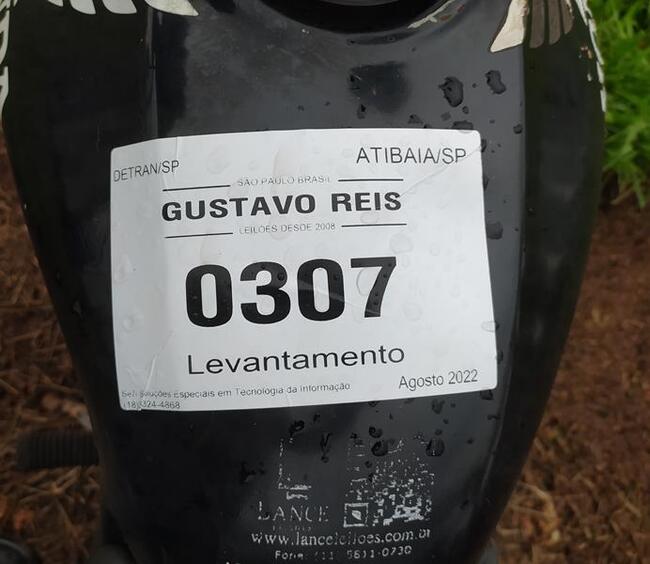 DETRAN/SP
ATIBAIA/SP
SÃO PAULO BRASIL
GUSTAVO REIS
LEILÕES DESDE 2008
0307
Levantamento
Soluções Especiais em Tecnologia da Informação
Agosto 2022
LANCE
www.lanceleiloes.com.br